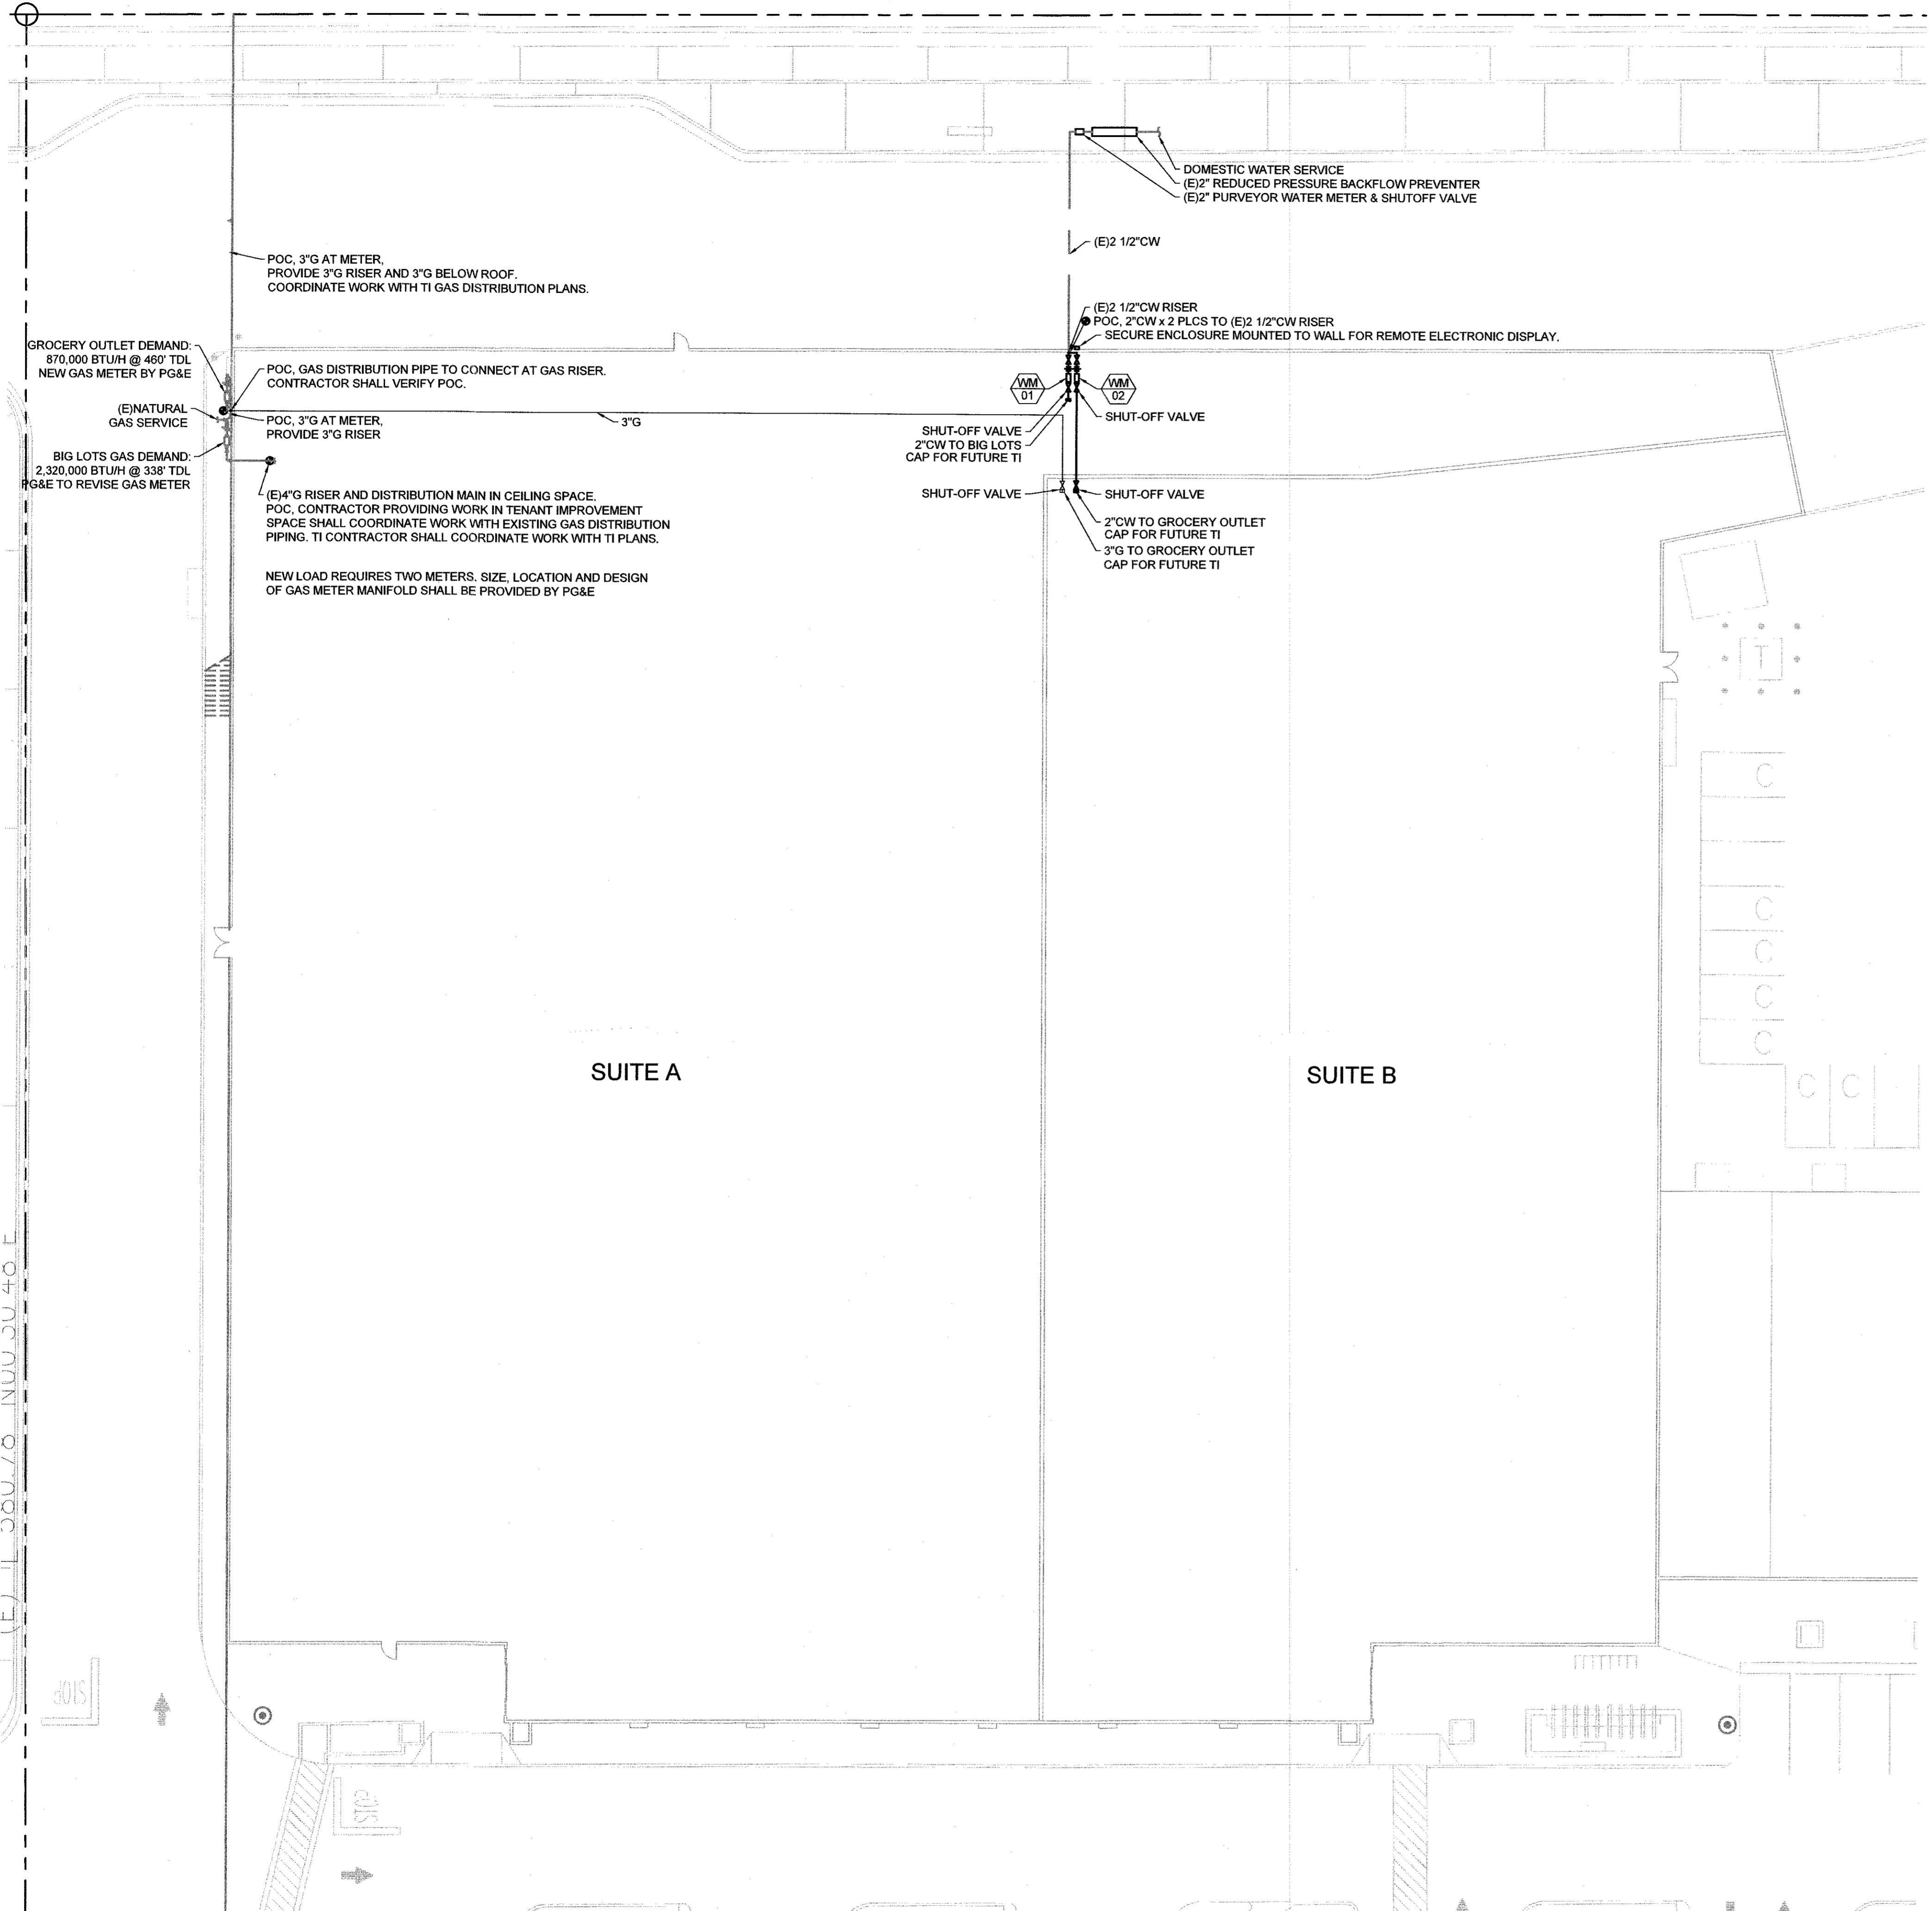 DOMESTIC WATER SERVICE
(E)2" REDUCED PRESSURE BACKFLOW PREVENTER
(E)2" PURVEYOR WATER METER & SHUTOFF VALVE
(E)2 1/2"CW
POC, 3"G AT METER,
PROVIDE 3"G RISER AND 3"G BELOW ROOF.
COORDINATE WORK WITH TI GAS DISTRIBUTION PLANS.
(E)2 1/2"CW RISER
POC, 2"CW x 2 PLCS TO (E)2 1/2"CW RISER
SECURE ENCLOSURE MOUNTED TO WALL FOR REMOTE ELECTRONIC DISPLAY.
GROCERY OUTLET DEMAND:
870,000 BTU/H @ 460' TDL
NEW GAS METER BY PG&E
POC, GAS DISTRIBUTION PIPE TO CONNECT AT GAS RISER.
CONTRACTOR SHALL VERIFY POC.
(E)NATURAL
GAS SERVICE
POC, 3"G AT METER,
PROVIDE 3"G RISER
3"G
WM
01
WM
02
SHUT-OFF VALVE
SHUT-OFF VALVE
2"CW TO BIG LOTS
CAP FOR FUTURE TI
BIG LOTS GAS DEMAND:
2,320,000 BTU/H @ 338' TDL
PG&E TO REVISE GAS METER
(E)4"G RISER AND DISTRIBUTION MAIN IN CEILING SPACE.
POC, CONTRACTOR PROVIDING WORK IN TENANT IMPROVEMENT
SPACE SHALL COORDINATE WORK WITH EXISTING GAS DISTRIBUTION
PIPING. TI CONTRACTOR SHALL COORDINATE WORK WITH TI PLANS.
SHUT-OFF VALVE
SHUT-OFF VALVE
2"CW TO GROCERY OUTLET
CAP FOR FUTURE TI
3"G TO GROCERY OUTLET
CAP FOR FUTURE TI
NEW LOAD REQUIRES TWO METERS. SIZE, LOCATION AND DESIGN
OF GAS METER MANIFOLD SHALL BE PROVIDED BY PG&E
T
C
C
C
C
C
C
C
SUITE A
SUITE B
STOP
STOP